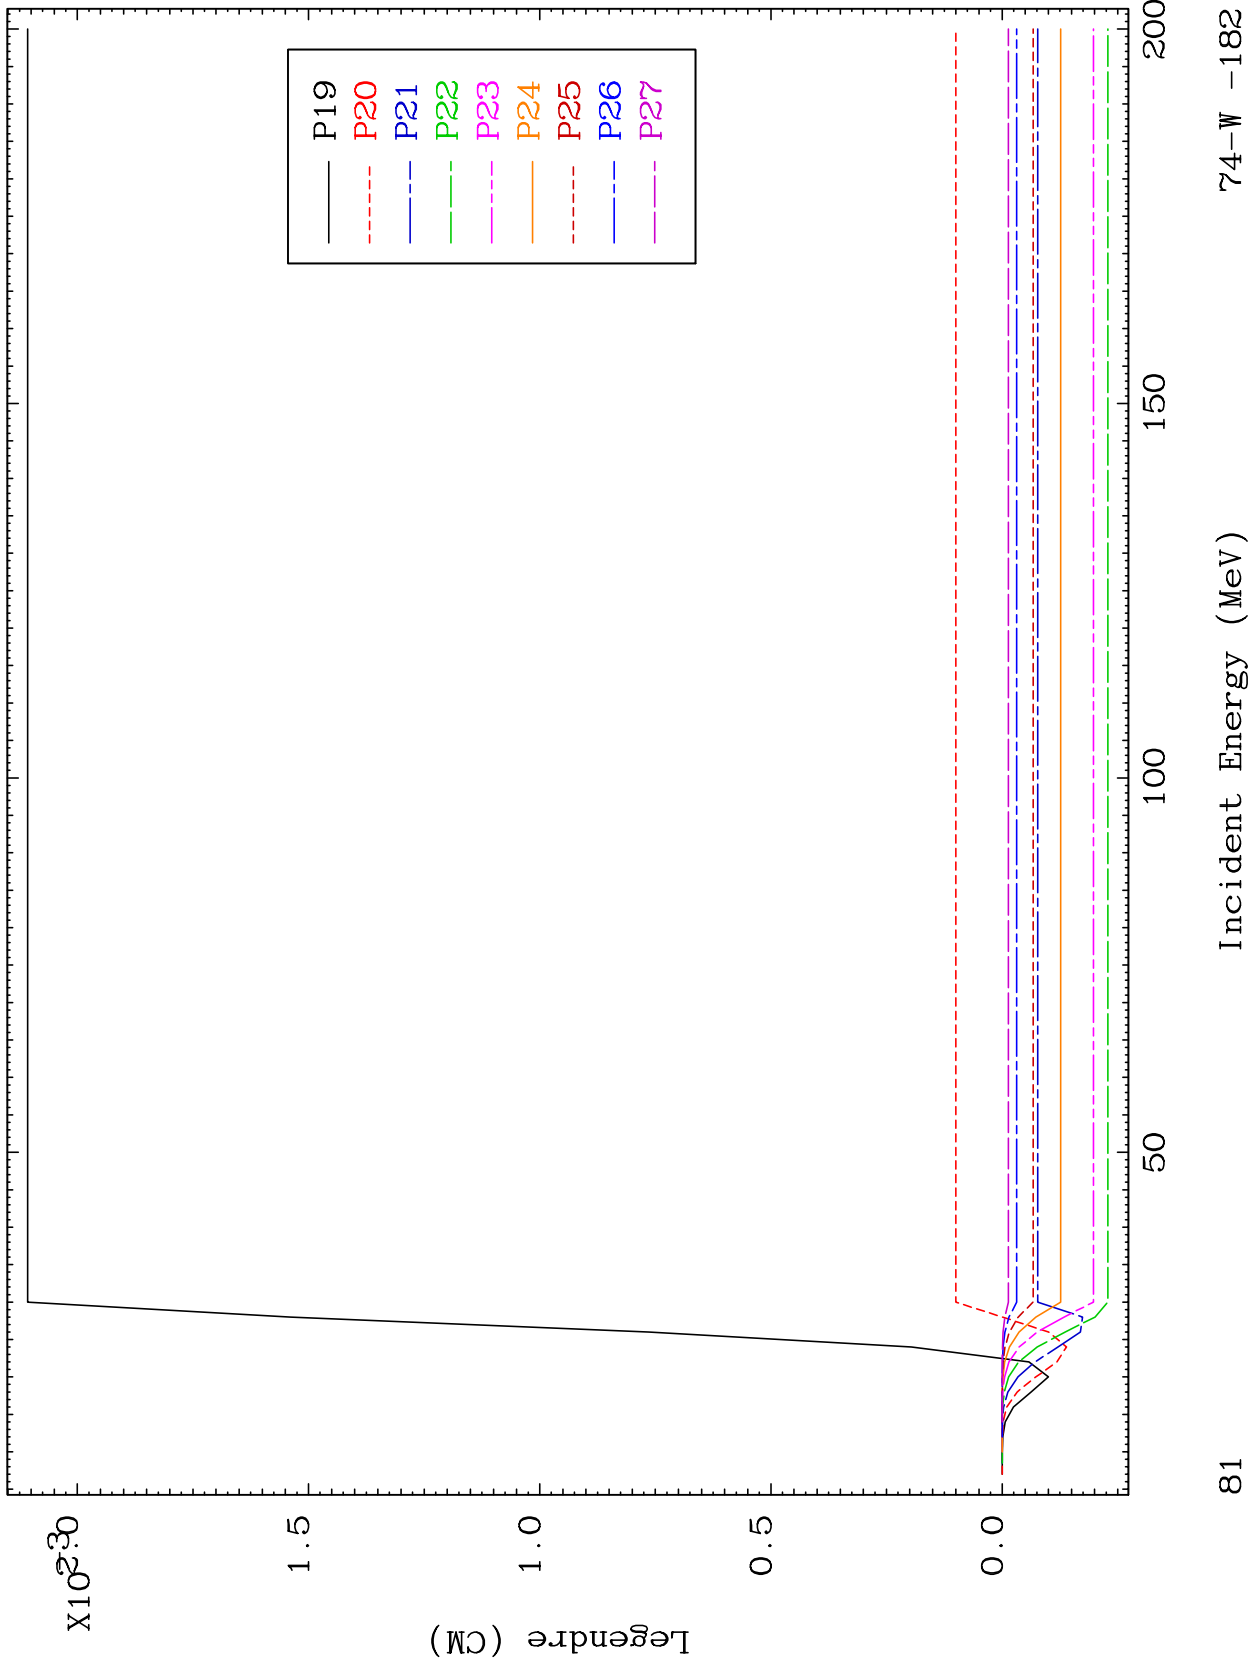 X10-3
2.0
1.5
1.0
0.5
0.0
Legendre (CM)
P19
P20
P21
P22
P23
P24
P25
P26
P27
50
100
150
200
Incident Energy (MeV)
81
74-W -182